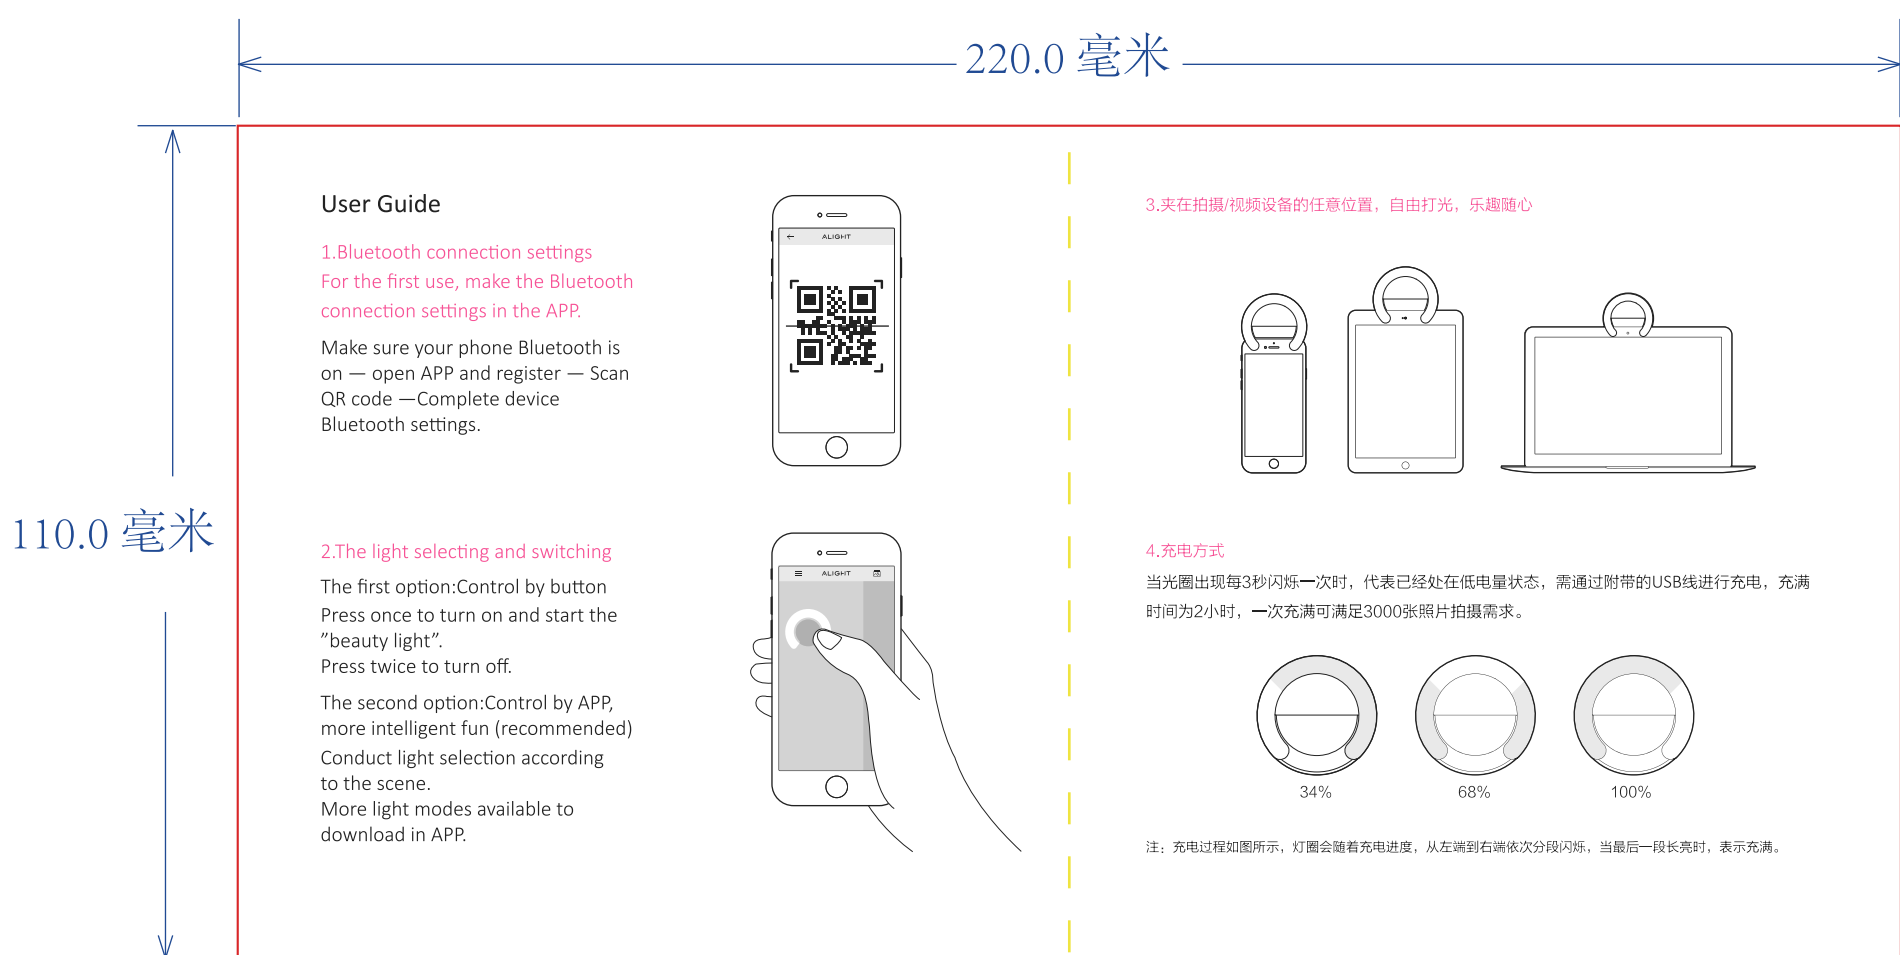 220.0 毫米
110.0 毫米
User Guide
1.Bluetooth connection settings
For the first use, make the Bluetooth
connection settings in the APP.
Make sure your phone Bluetooth is
on — open APP and register — Scan
QR code —Complete device
Bluetooth settings.
ALIGHT
2.The light selecting and switching
The first option:Control by button
Press once to turn on and start the
”beauty light”.
Press twice to turn off.
The second option:Control by APP,
more intelligent fun (recommended)
Conduct light selection according
to the scene.
More light modes available to
download in APP.
ALIGHT
3.夹在拍摄/视频设备的任意位置，自由打光，乐趣随心
4.充电方式
当光圈出现每3秒闪烁一次时，代表已经处在低电量状态，需通过附带的USB线进行充电，充满
时间为2小时，一次充满可满足3000张照片拍摄需求。
34%
68%
100%
注：充电过程如图所示，灯圈会随着充电进度，从左端到右端依次分段闪烁，当最后一段长亮时，表示充满。